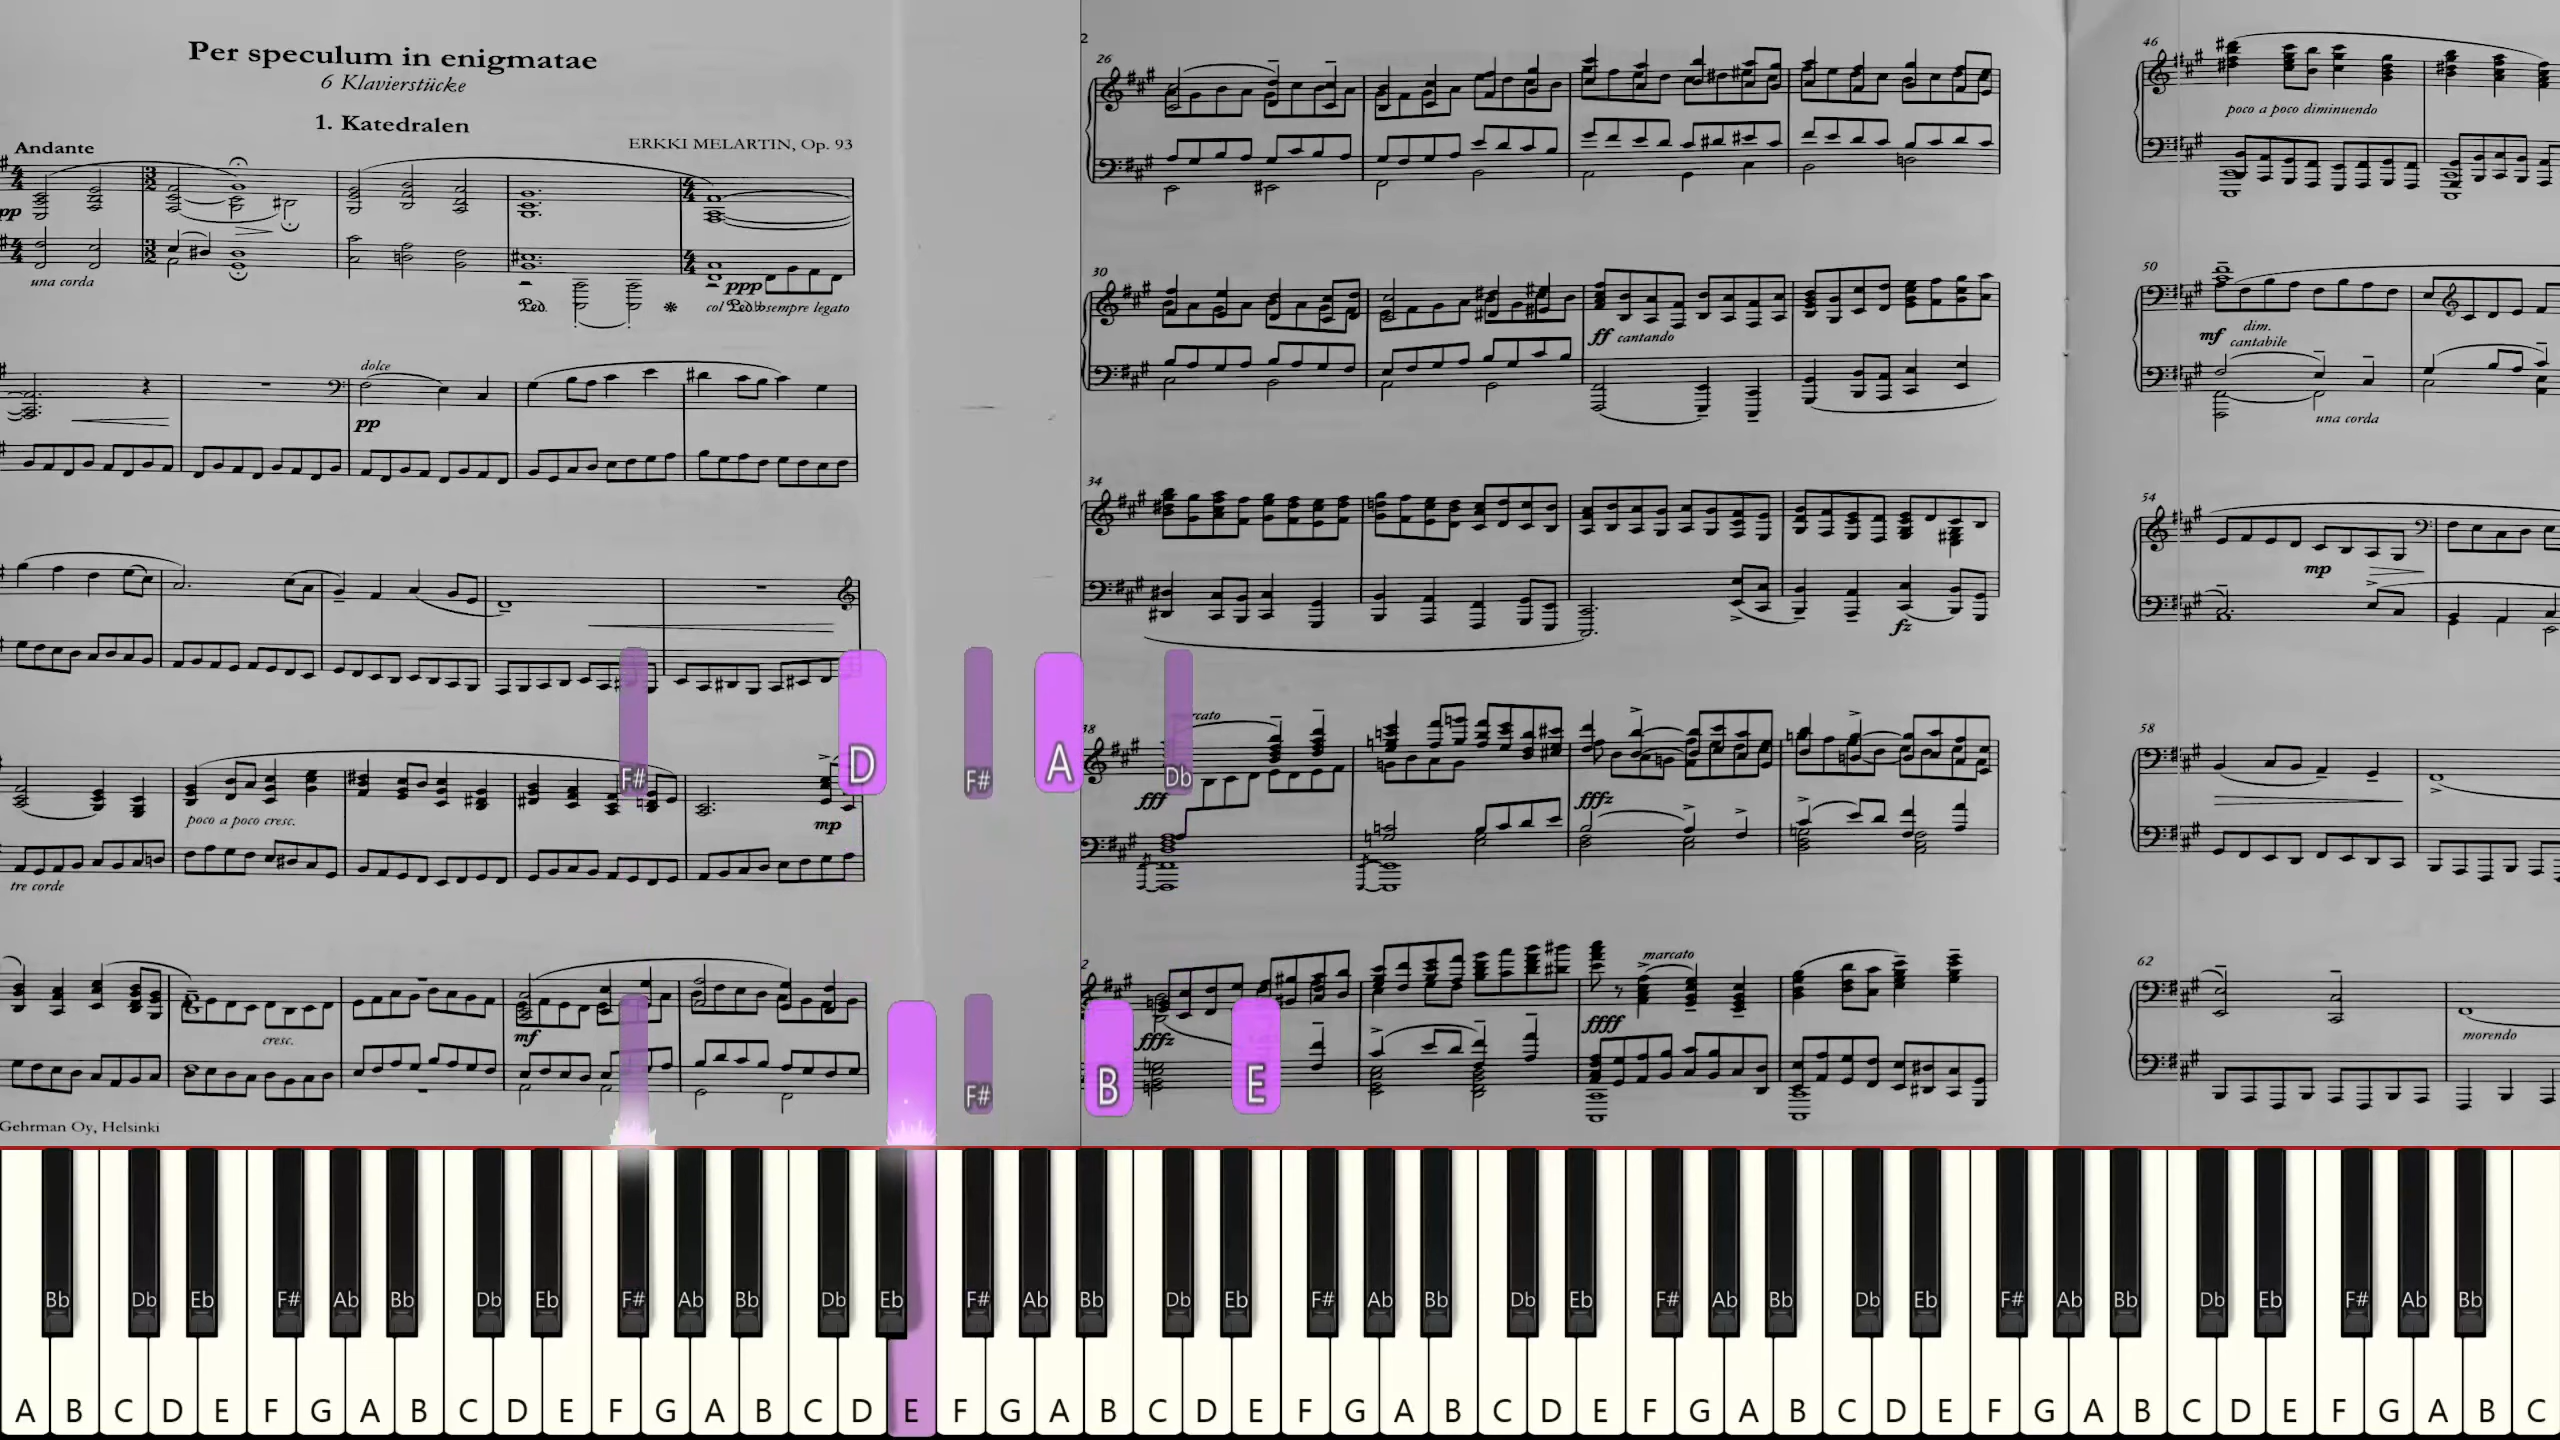 Per speculum in enigmatae
6 Klavierstücke
1. Katedralen
Andante
ERKKI MELARTIN, Op. 93
pp
una corda
Ped.
ppp
col Ped.
sempre legato
dolce
pp
poco a poco cresc.
mp
tre corde
cresc.
mf
Gehrman Oy, Helsinki
2
26
30
ff cantando
34
fz
fff
fffz
fffz
marcato
ffff
46
poco a poco diminuendo
50
mf
dim.
cantabile
una corda
54
mp
58
62
morendo
F# D F# A Db
F# F# B E
Bb Db Eb F# Ab Bb Db Eb F# Ab Bb Db Eb F# Ab Bb Db Eb F# Ab Bb Db Eb F# Ab Bb Db Eb F# Ab Bb Db Eb F# Ab Bb
A B C D E F G A B C D E F G A B C D E F G A B C D E F G A B C D E F G A B C D E F G A B C D E F G A B C